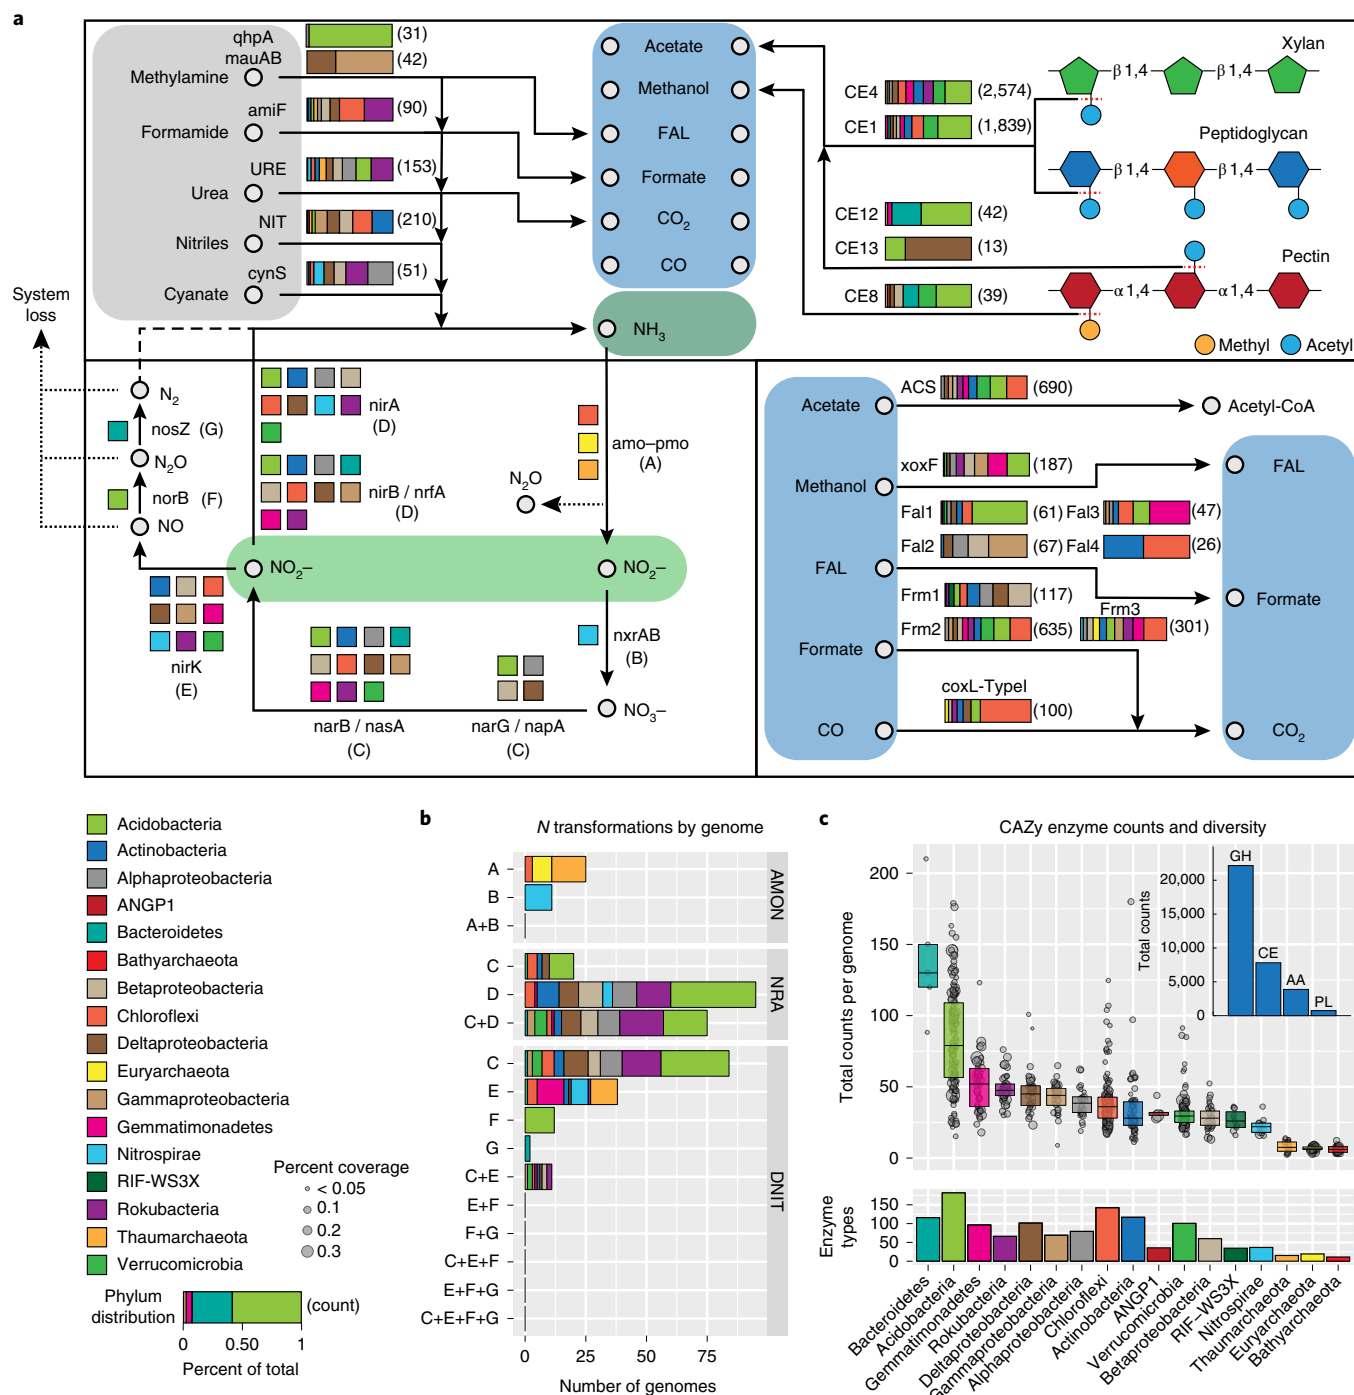 a
qhpA
(31)
mauAB
(42)
Methylamine
amiF
(90)
Formamide
URE
(153)
Urea
NIT
(210)
Nitriles
cynS
(51)
Cyanate
Acetate
Methanol
FAL
Formate
CO2
CO
NH3
Xylan
β 1,4
β 1,4
CE4
(2,574)
CE1
(1,839)
Peptidoglycan
β 1,4
β 1,4
CE12
(42)
CE13
(13)
Pectin
α 1,4
α 1,4
CE8
(39)
Methyl
Acetyl
System
loss
N2
nosZ (G)
N2O
norB (F)
NO
nirK
(E)
nirA
(D)
nirB / nrfA
(D)
NO2–
amo–pmo
(A)
N2O
NO2–
nxrAB
(B)
NO3–
narB / nasA
(C)
narG / napA
(C)
ACS
(690)
Acetate
Acetyl-CoA
xoxF
(187)
Methanol
FAL
Fal1
(61)
Fal3
(47)
Fal2
(67)
Fal4
(26)
FAL
Formate
Frm1
(117)
Frm2
(635)
Frm3
(301)
Formate
coxL-TypeI
(100)
CO
CO2
Acidobacteria
Actinobacteria
Alphaproteobacteria
ANGP1
Bacteroidetes
Bathyarchaeota
Betaproteobacteria
Chloroflexi
Deltaproteobacteria
Euryarchaeota
Gammaproteobacteria
Gemmatimonadetes
Nitrospirae
RIF-WS3X
Rokubacteria
Thaumarchaeota
Verrucomicrobia
Percent coverage
< 0.05
0.1
0.2
0.3
Phylum
distribution
(count)
0
0.50
1
Percent of total
b
N transformations by genome
A
B
A+B
AMON
C
D
C+D
NRA
C
E
F
G
C+E
E+F
F+G
C+E+F
E+F+G
C+E+F+G
DNIT
0
25
50
75
Number of genomes
c
CAZy enzyme counts and diversity
Total counts per genome
200
150
100
50
0
Total counts
20,000
15,000
10,000
5,000
0
GH
CE
AA
PL
Enzyme
types
150
100
50
0
Bacteroidetes
Acidobacteria
Gemmatimonadetes
Rokubacteria
Deltaproteobacteria
Gammaproteobacteria
Alphaproteobacteria
Chloroflexi
Actinobacteria
ANGP1
Verrucomicrobia
Betaproteobacteria
RIF-WS3X
Nitrospirae
Thaumarchaeota
Euryarchaeota
Bathyarchaeota